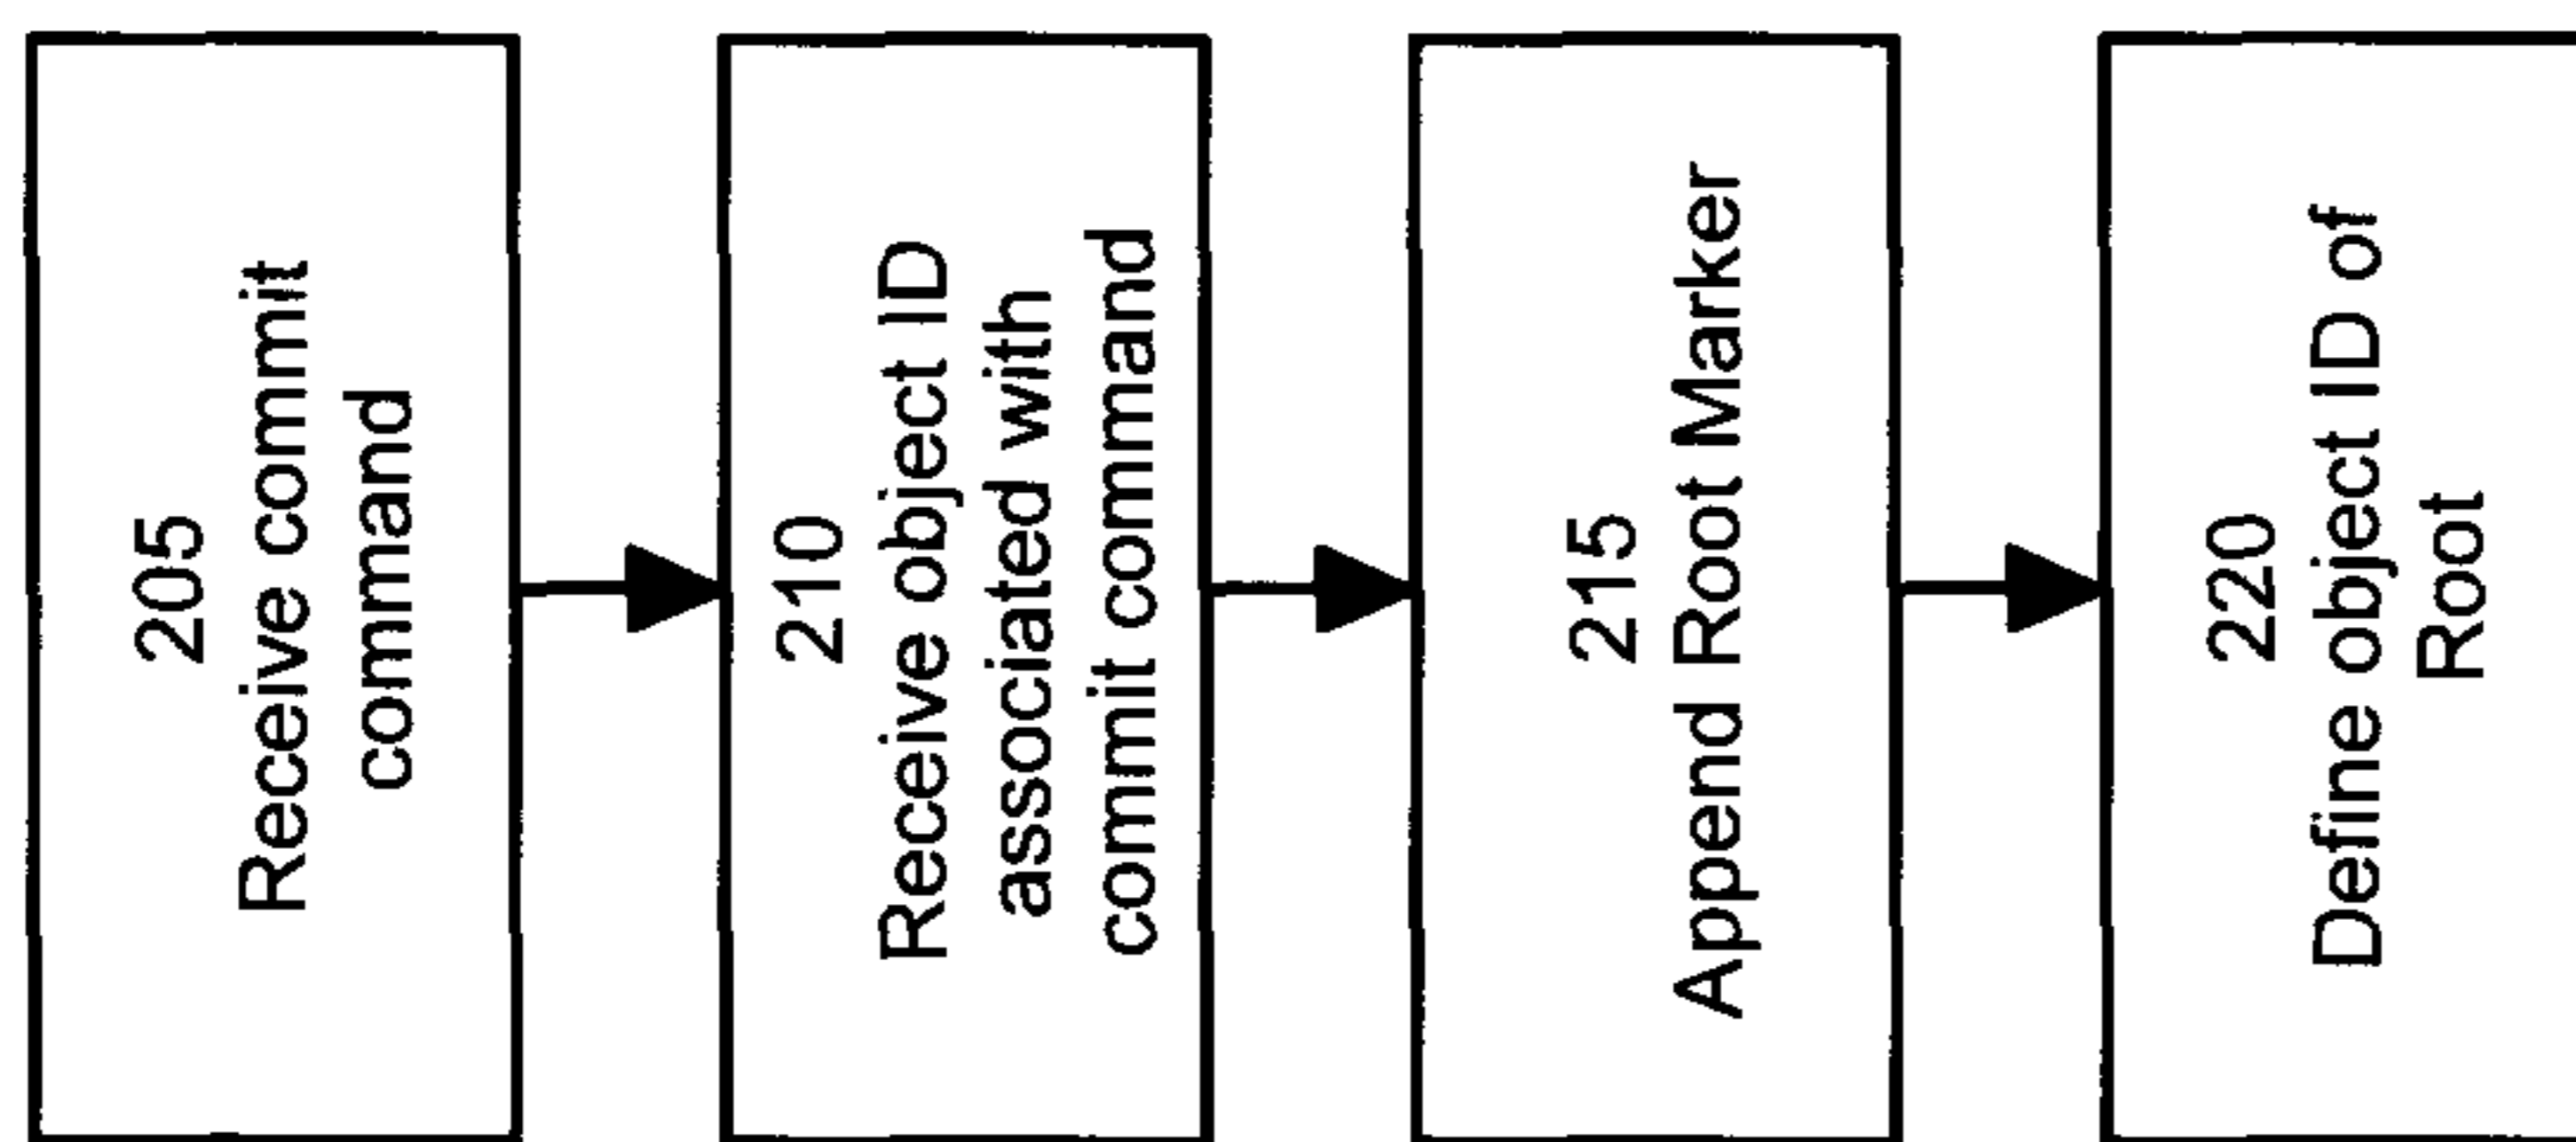 205
Receive commit
command
210
Receive object ID
associated with
commit command
215
Append Root Marker
220
Define object ID of
Root